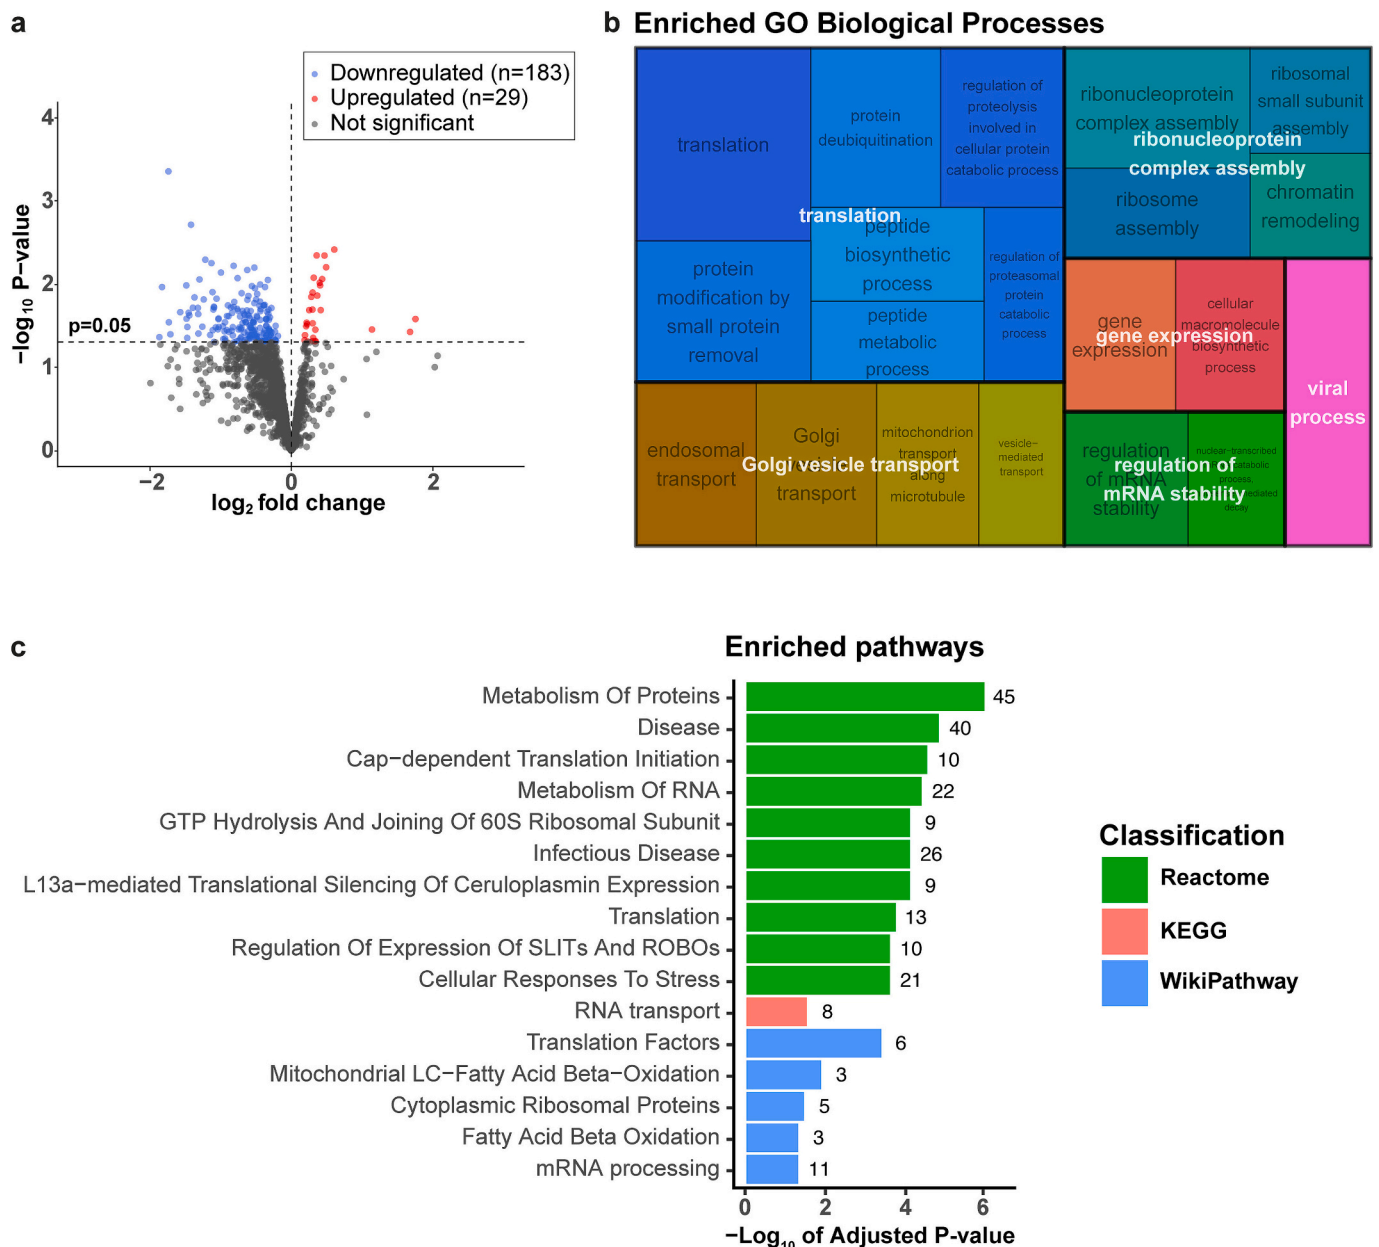 a
Downregulated (n=183)
Upregulated (n=29)
Not significant
4
3
2
1
0
p=0.05
−log10 P−value
−2
0
2
log2 fold change
b
Enriched GO Biological Processes
translation
protein
deubiquitination
regulation of
proteolysis
involved in
cellular protein
catabolic process
translation
protein
modification by
small protein
removal
peptide
biosynthetic
process
peptide
metabolic
process
regulation of
proteasomal
protein
catabolic
process
ribonucleoprotein
complex assembly
ribosomal
small subunit
assembly
ribonucleoprotein
complex assembly
ribosome
assembly
chromatin
remodeling
gene
expression
cellular
macromolecule
biosynthetic
process
gene expression
viral
process
endosomal
transport
Golgi
vesicle
transport
mitochondrion
transport
along
microtubule
vesicle−
mediated
transport
Golgi vesicle transport
regulation
of mRNA
stability
nuclear−transcribed
catabolic
process,
decay
regulation of
mRNA stability
c
Enriched pathways
Metabolism Of Proteins 45
Disease 40
Cap−dependent Translation Initiation 10
Metabolism Of RNA 22
GTP Hydrolysis And Joining Of 60S Ribosomal Subunit 9
Infectious Disease 26
L13a−mediated Translational Silencing Of Ceruloplasmin Expression 9
Translation 13
Regulation Of Expression Of SLITs And ROBOs 10
Cellular Responses To Stress 21
RNA transport 8
Translation Factors 6
Mitochondrial LC−Fatty Acid Beta−Oxidation 3
Cytoplasmic Ribosomal Proteins 5
Fatty Acid Beta Oxidation 3
mRNA processing 11
0 2 4 6
−Log10 of Adjusted P-value
Classification
Reactome
KEGG
WikiPathway